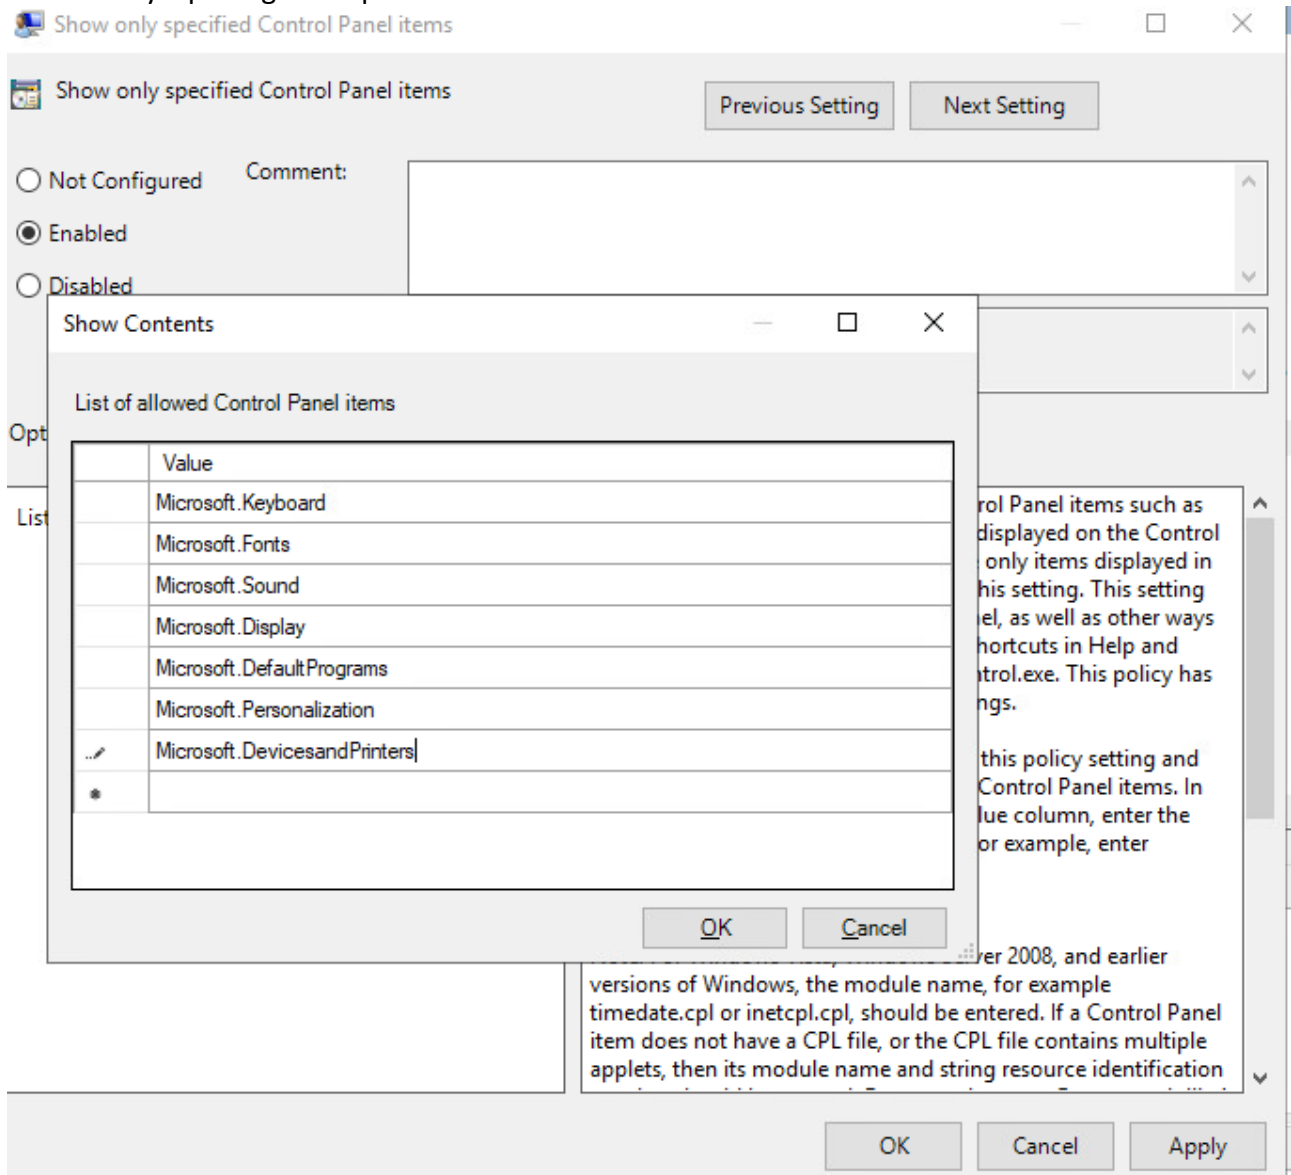 Show only specified Control Panel items
Show only specified Control Panel items
Previous Setting
Next Setting
Not Configured
Comment:
Enabled
Disabled
Show Contents
List of allowed Control Panel items
Opt
Value
List
Microsoft.Keyboard
Microsoft.Fonts
Microsoft.Sound
Microsoft.Display
Microsoft.DefaultPrograms
Microsoft.Personalization
Microsoft.DevicesandPrinters
OK
Cancel
rol Panel items such as
displayed on the Control
only items displayed in
his setting. This setting
el, as well as other ways
hortcuts in Help and
ntrol.exe. This policy has
ngs.
this policy setting and
Control Panel items. In
lue column, enter the
or example, enter
ver 2008, and earlier
versions of Windows, the module name, for example
timedate.cpl or inetcpl.cpl, should be entered. If a Control Panel
item does not have a CPL file, or the CPL file contains multiple
applets, then its module name and string resource identification
OK
Cancel
Apply